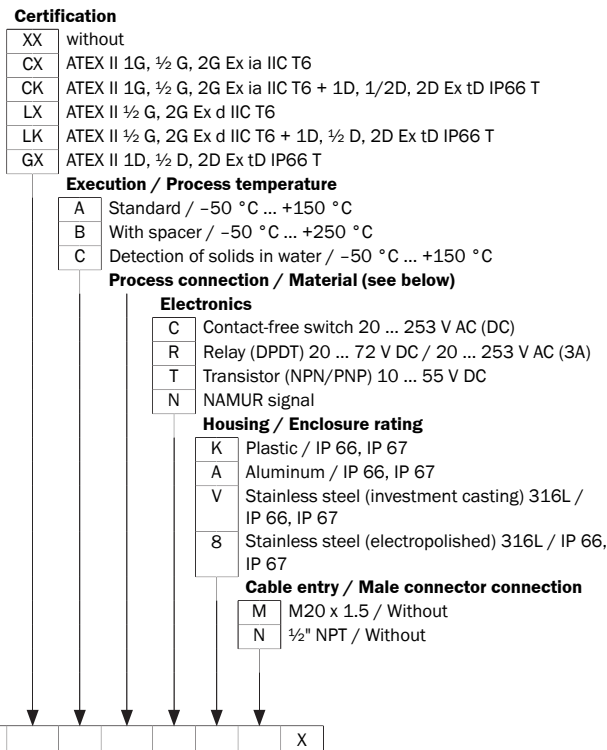 Certification
XX without
CX ATEX II 1G, ½ G, 2G Ex ia IIC T6
CK ATEX II 1G, ½ G, 2G Ex ia IIC T6 + 1D, 1/2D, 2D Ex tD IP66 T
LX ATEX II ½ G, 2G Ex d IIC T6
LK ATEX II ½ G, 2G Ex d IIC T6 + 1D, ½ D, 2D Ex tD IP66 T
GX ATEX II 1D, ½ D, 2D Ex tD IP66 T
Execution / Process temperature
A Standard / –50 °C ... +150 °C
B With spacer / –50 °C ... +250 °C
C Detection of solids in water / –50 °C ... +150 °C
Process connection / Material (see below)
Electronics
C Contact-free switch 20 ... 253 V AC (DC)
R Relay (DPDT) 20 ... 72 V DC / 20 ... 253 V AC (3A)
T Transistor (NPN/PNP) 10 ... 55 V DC
N NAMUR signal
Housing / Enclosure rating
K Plastic / IP 66, IP 67
A Aluminum / IP 66, IP 67
V Stainless steel (investment casting) 316L /
IP 66, IP 67
8 Stainless steel (electropolished) 316L / IP 66,
IP 67
Cable entry / Male connector connection
M M20 x 1.5 / Without
N ½" NPT / Without
X